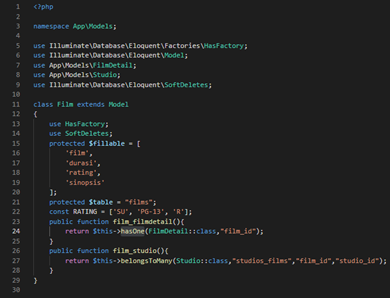 1 <?php
2
3 namespace App\Models;
4
5 use Illuminate\Database\Eloquent\Factories\HasFactory;
6 use Illuminate\Database\Eloquent\Model;
7 use App\Models\FilmDetail;
8 use App\Models\Studio;
9 use Illuminate\Database\Eloquent\SoftDeletes;
10
11 class Film extends Model
12 {
13 use HasFactory;
14 use SoftDeletes;
15 protected $fillable = [
16 'film',
17 'durasi',
18 'rating',
19 'sinopsis'
20 ];
21 protected $table = "films";
22 const RATING = ['SU', 'PG-13', 'R'];
23 public function film_filmdetail(){
24 return $this->hasOne(FilmDetail::class,"film_id");
25 }
26 public function film_studio(){
27 return $this->belongsToMany(Studio::class,"studios_films","film_id","studio_id");
28 }
29 }
30